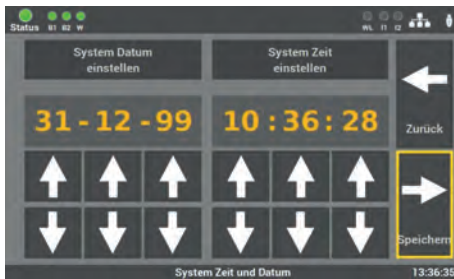 Status B1 B2 W WL I1 I2
System Datum
einstellen
System Zeit
einstellen
31 - 12 - 99
10 : 36 : 28
Zurück
Speichern
System Zeit und Datum
13:36:35